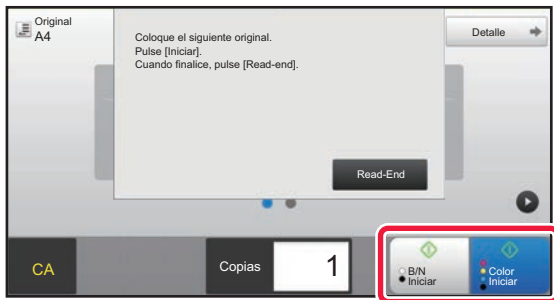 Original
A4
Coloque el siguiente original.
Pulse [Iniciar].
Cuando finalice, pulse [Read-end].
Detalle
Read-End
CA
Copias
1
B/N
Iniciar
Color
Iniciar